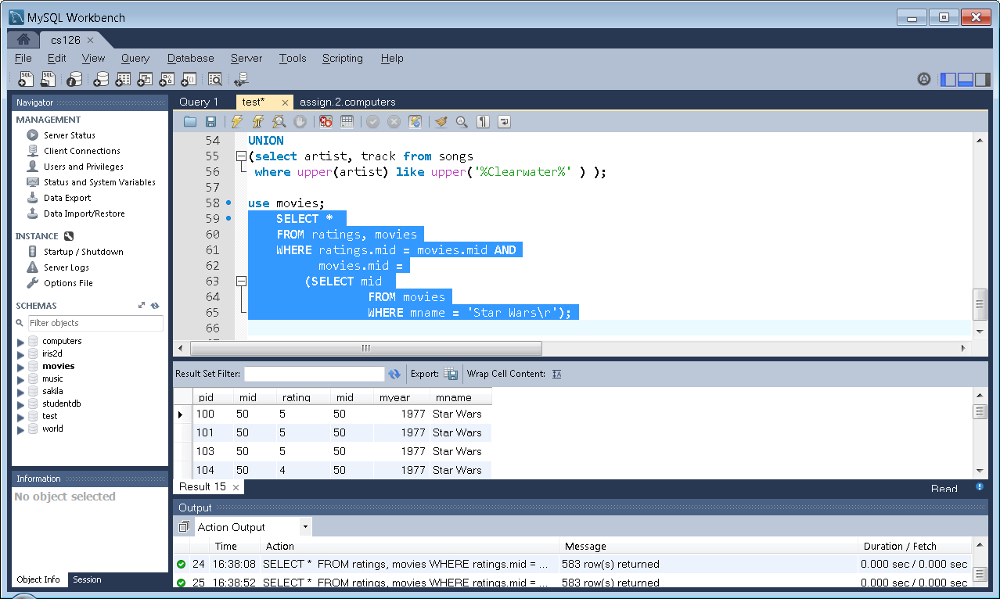 MySQL Workbench
cs126
File Edit View Query Database Server Tools Scripting Help
Navigator
MANAGEMENT
Server Status
Client Connections
Users and Privileges
Status and System Variables
Data Export
Data Import/Restore
INSTANCE
Startup / Shutdown
Server Logs
Options File
SCHEMAS
Filter objects
computers
iris2d
movies
music
sakila
studentdb
test
world
Information
No object selected
Object Info Session
Query 1 test* assign.2.computers
54 UNION
55 (select artist, track from songs
56 where upper(artist) like upper('%Clearwater%' ) );
57
58 use movies;
59 SELECT *
60 FROM ratings, movies
61 WHERE ratings.mid = movies.mid AND
62 movies.mid =
63 (SELECT mid
64 FROM movies
65 WHERE mname = 'Star Wars\r');
66
Result Set Filter: Export: Wrap Cell Content:
pid mid rating mid myear mname
100 50 5 50 1977 Star Wars
101 50 5 50 1977 Star Wars
103 50 5 50 1977 Star Wars
104 50 4 50 1977 Star Wars
Result 15 Read
Output
Action Output
Time Action Message Duration / Fetch
24 16:38:08 SELECT * FROM ratings, movies WHERE ratings.mid = ... 583 row(s) returned 0.000 sec / 0.000 sec
25 16:38:52 SELECT * FROM ratings, movies WHERE ratings.mid = ... 583 row(s) returned 0.000 sec / 0.000 sec